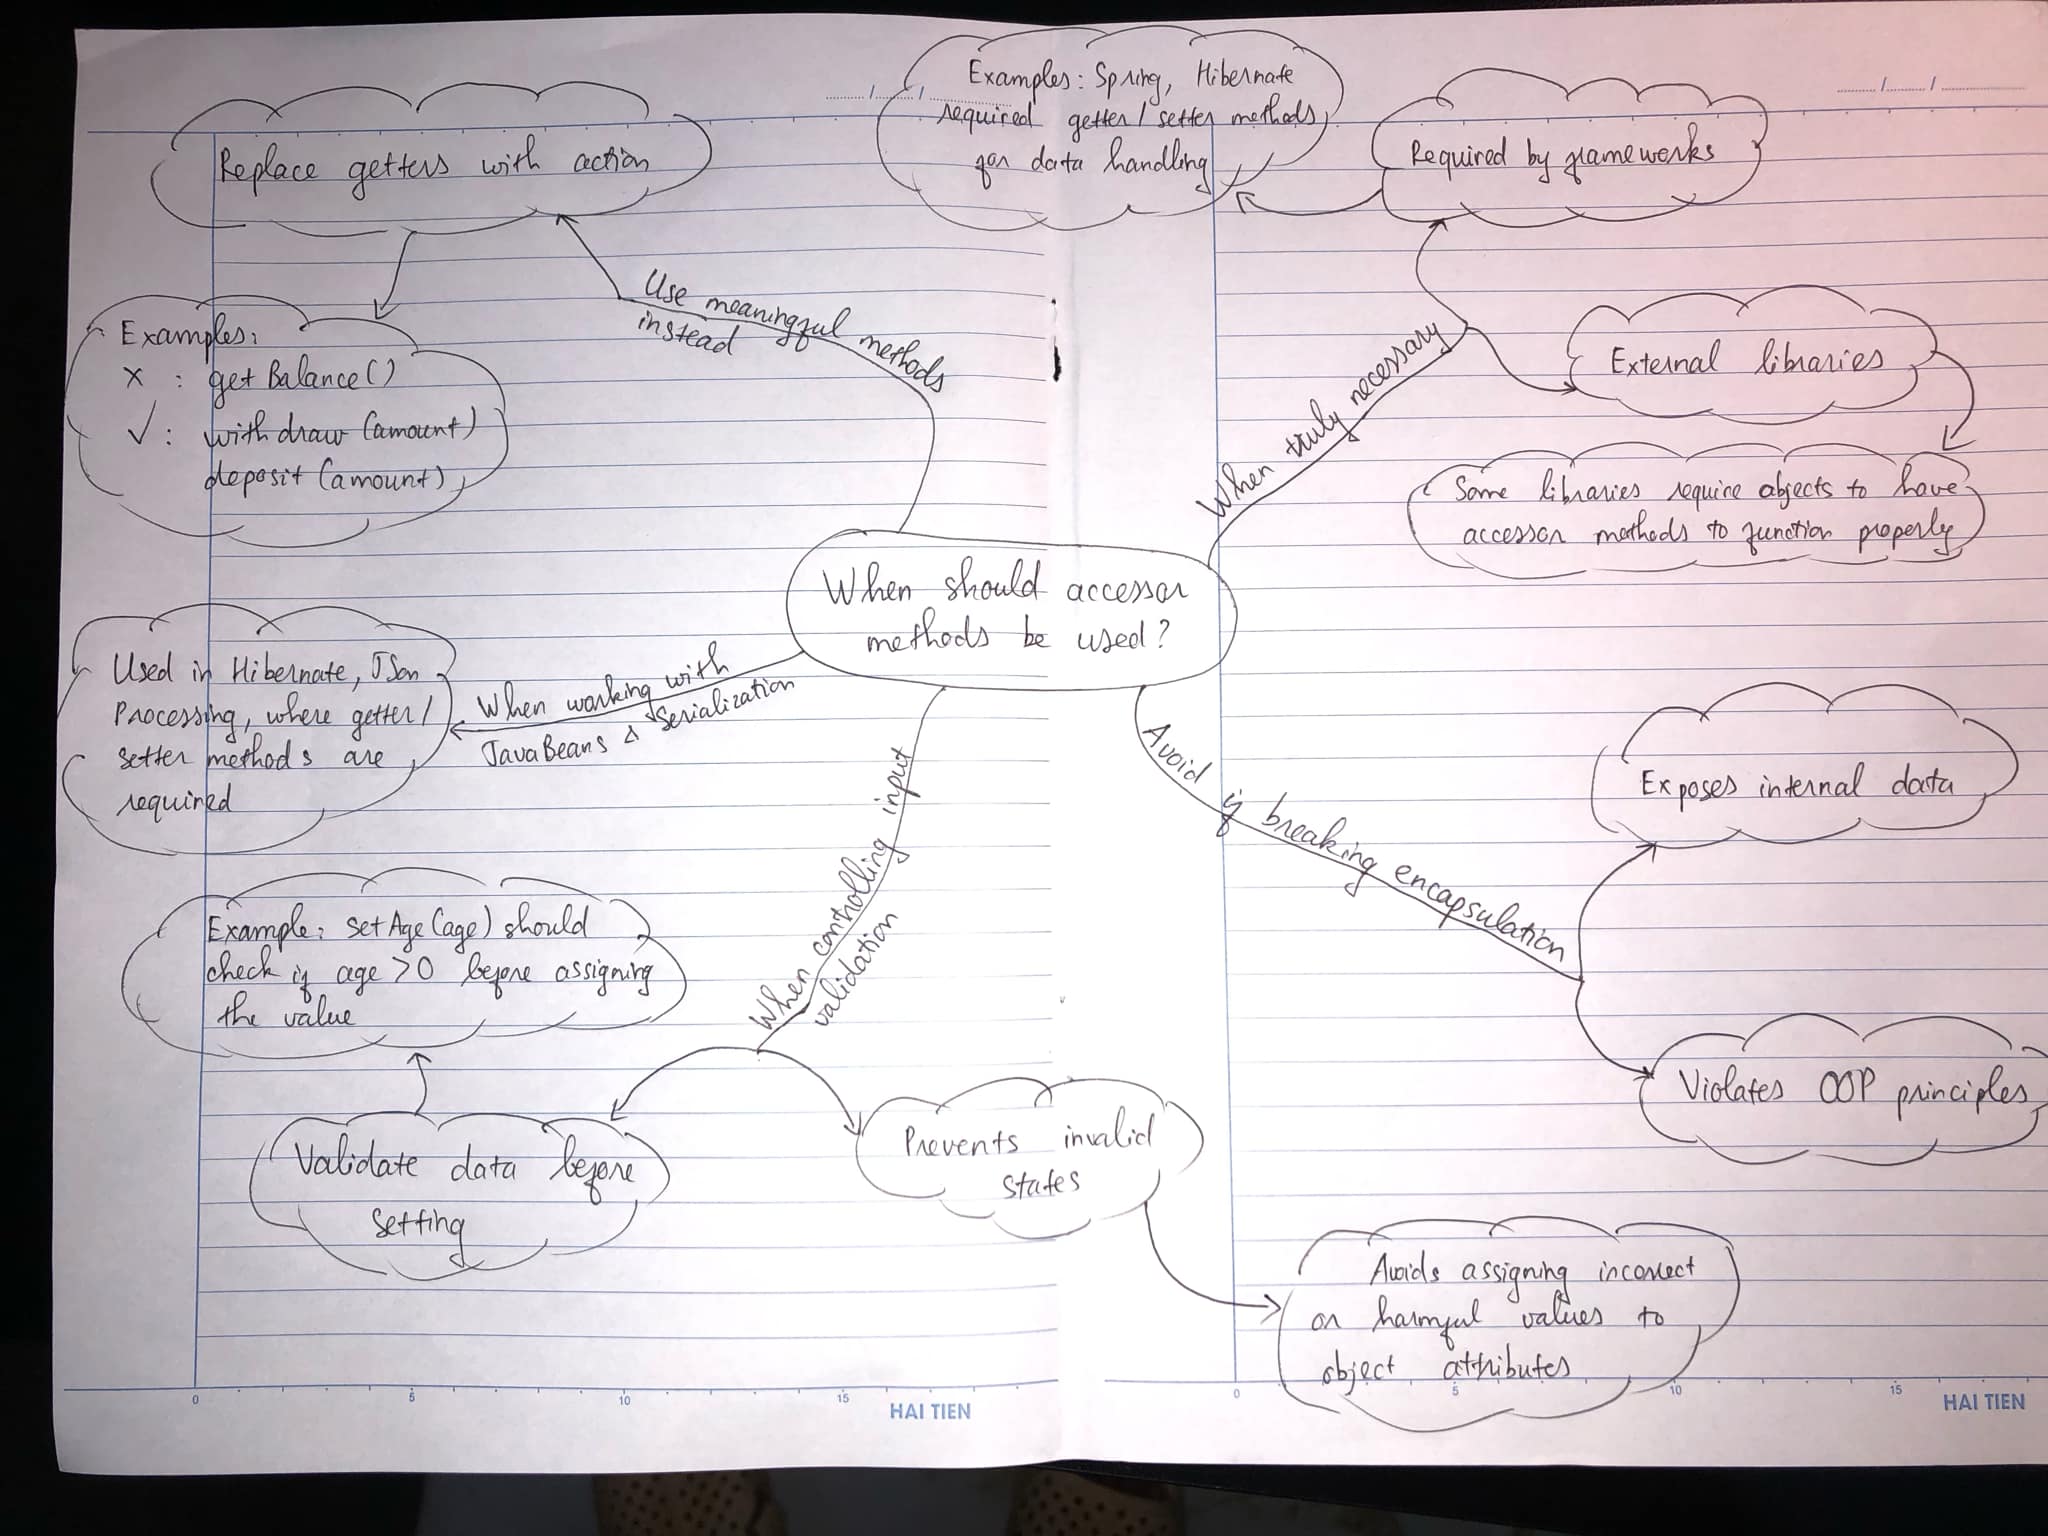 Examples: Spring, Hibernate
required getter / setter methods
for data handling
Required by frameworks
Replace getters with action
Use meaningful methods
instead
Examples:
x : getBalance()
✓ : withdraw (amount)
deposit (amount)
When truly necessary
External libraries
Some libraries require objects to have
accessor methods to function properly
When should accessor
methods be used?
Used in Hibernate, JSon
Processing, where getter /
setter methods are
required
When working with
JavaBeans & Serialization
Avoid if breaking encapsulation
Exposes internal data
Violates OOP principles
When controlling input
validation
Example: setAge(age) should
check if age >0 before assigning
the value
Validate data before
setting
Prevents invalid
states
Avoids assigning incorrect
or harmful values to
object attributes
0 5 10 15
HAI TIEN
0 5 10 15
HAI TIEN